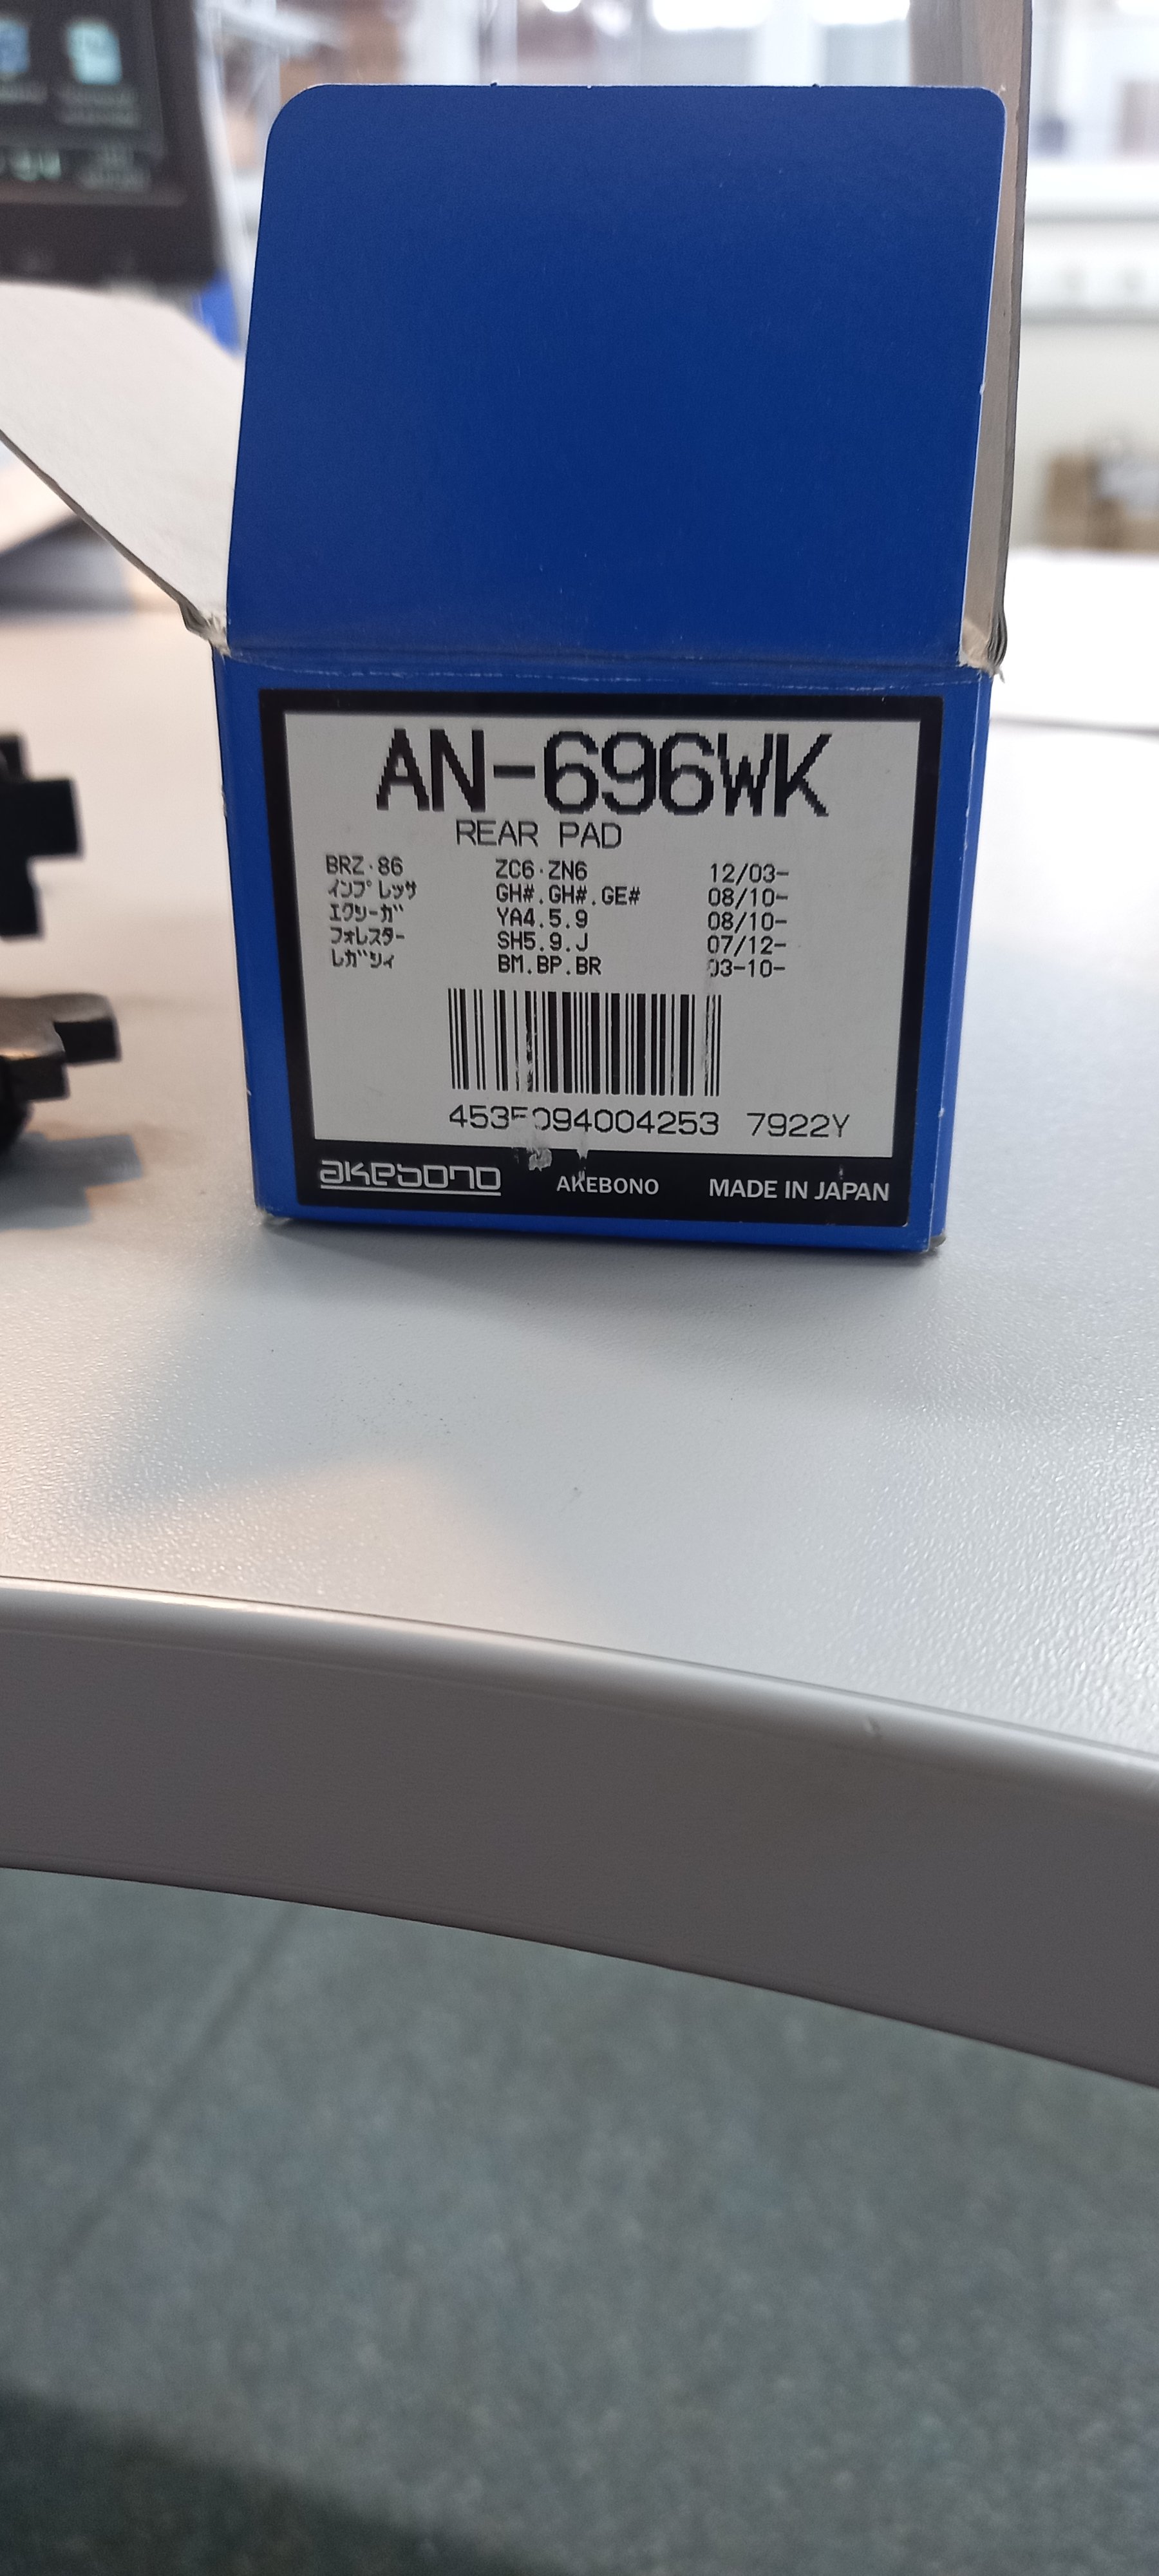 AN-696WK
REAR PAD
BRZ·86 ZC6·ZN6 12/03-
インプレッサ GH#.GH#.GE# 08/10-
エクシーガ YA4.5.9 08/10-
フォレスター SH5.9.J 07/12-
レガシィ BM.BP.BR 03-10-
7922Y
akebono AKEBONO MADE IN JAPAN